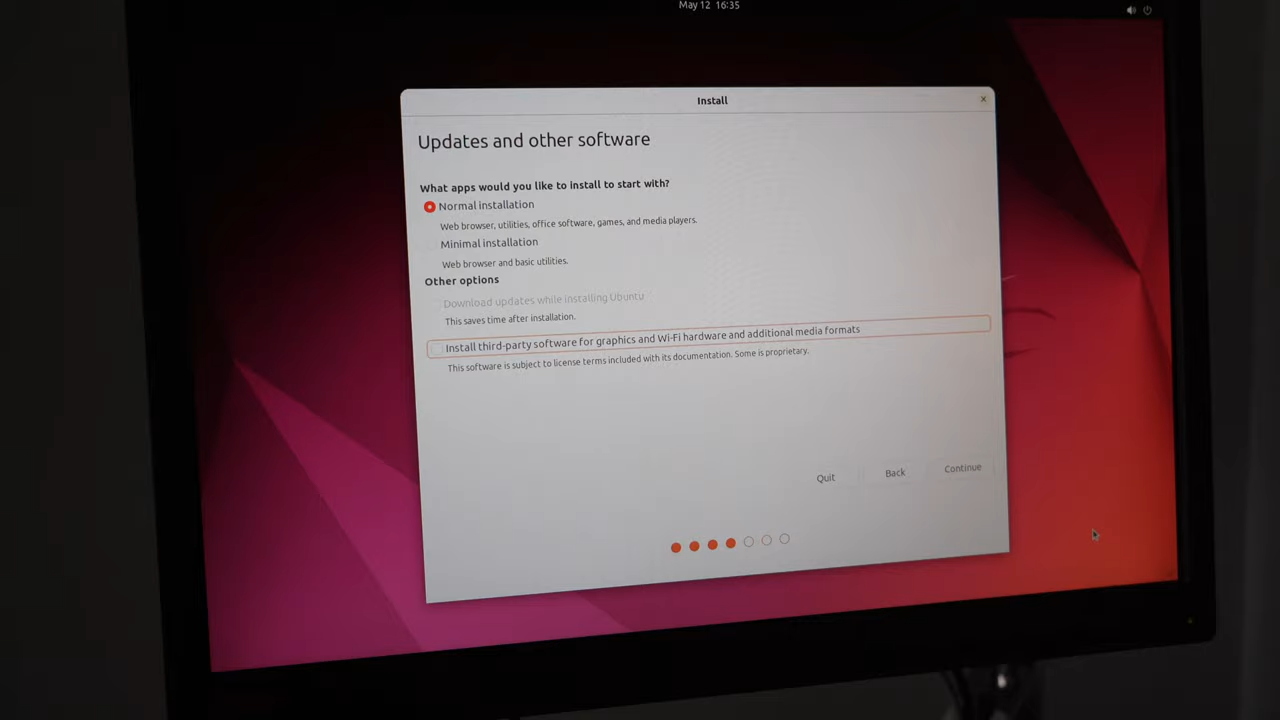 May 12 16:35
Install
Updates and other software
What apps would you like to install to start with?
Normal installation
Web browser, utilities, office software, games, and media players.
Minimal installation
Web browser and basic utilities.
Other options
Download updates while installing Ubuntu
This saves time after installation.
Install third-party software for graphics and Wi-Fi hardware and additional media formats
This software is subject to license terms included with its documentation. Some is proprietary.
Quit Back Continue